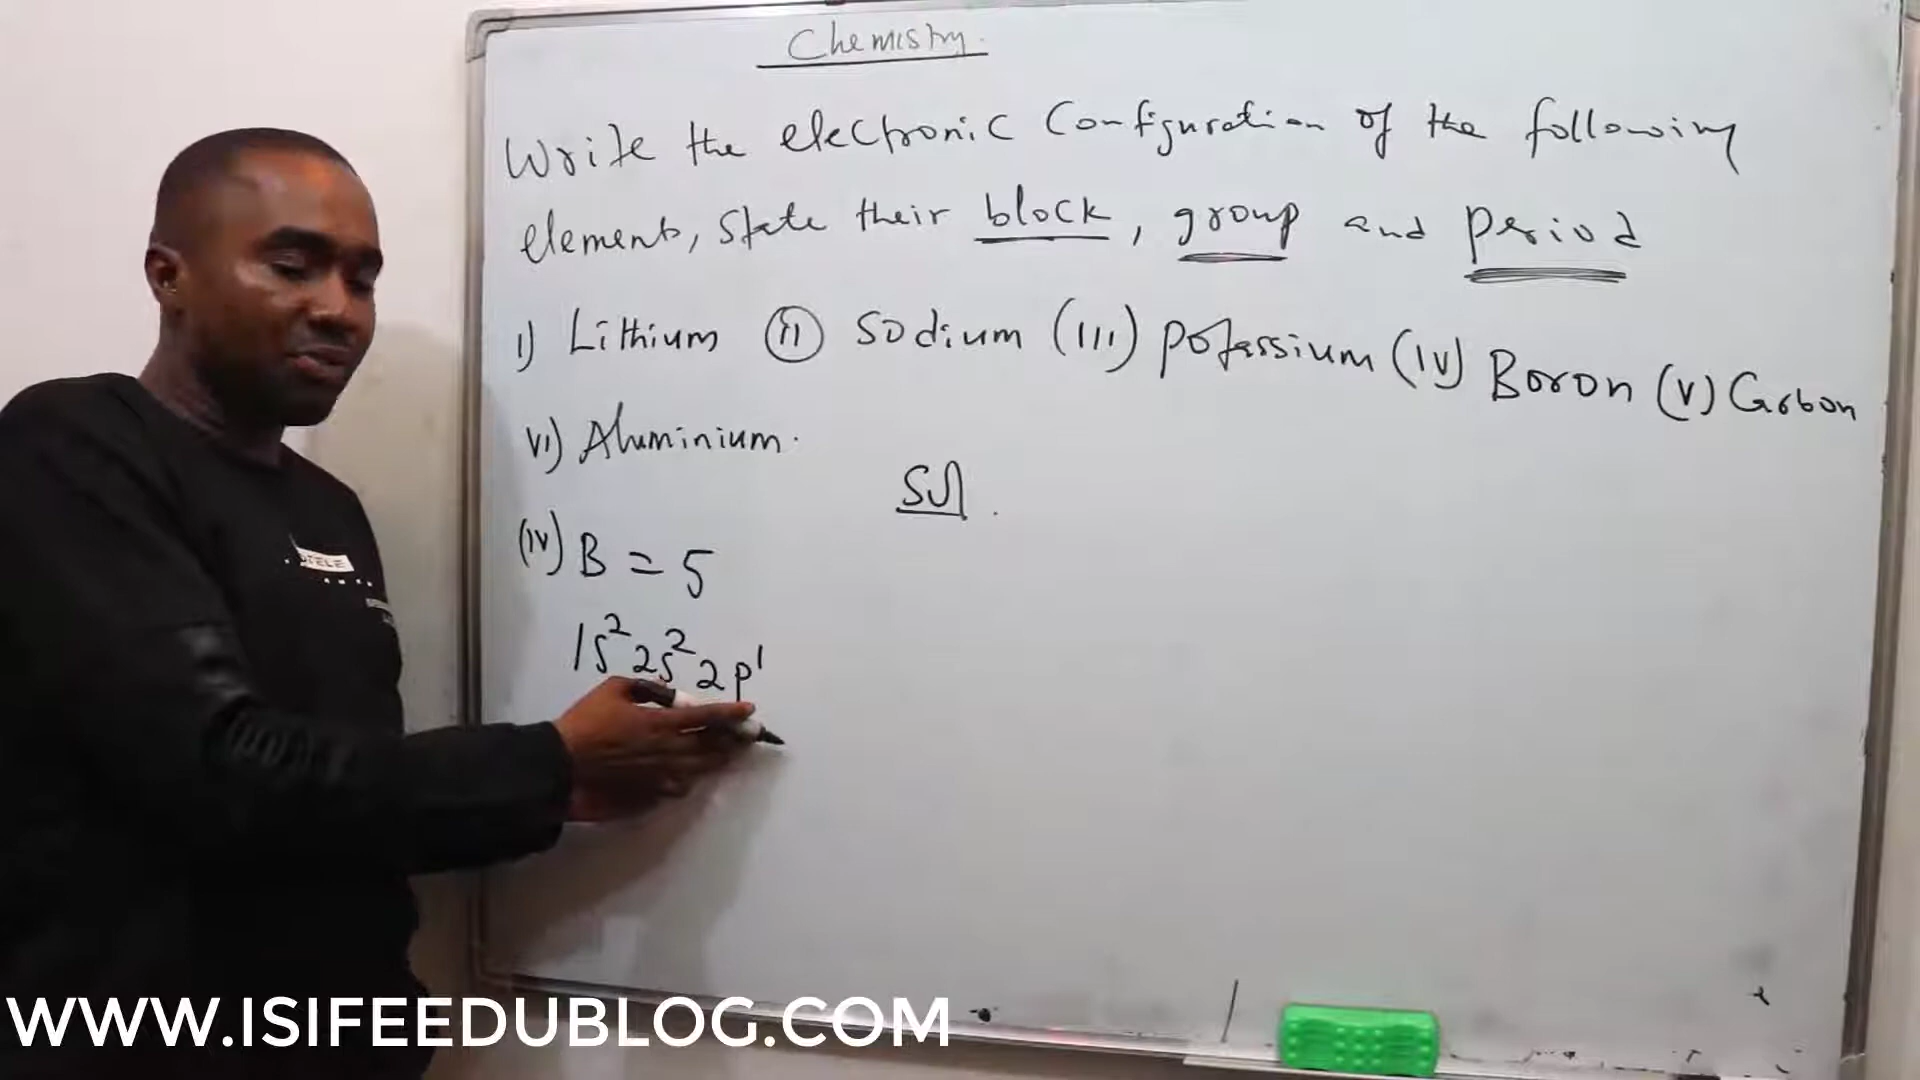 Chemistry.
Write the electronic Configuration of the following
elements, State their block, group and period
i) Lithium (ii) Sodium (iii) potassium (iv) Boron (v) Carbon
vi) Aluminium.
Sol
(iv) B = 5
1s² 2s² 2p¹
WWW.ISIFEEDUBLOG.COM